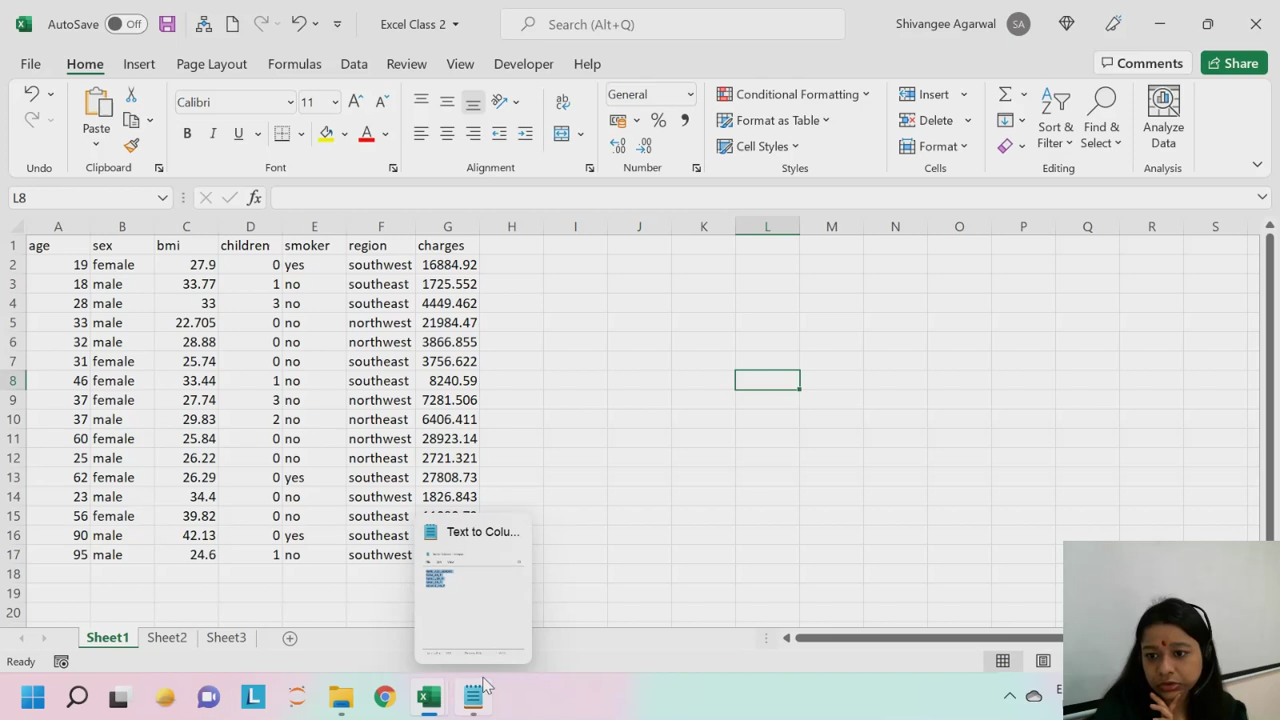 AutoSave Off Excel Class 2 Search (Alt+Q) Shivangee Agarwal SA
File Home Insert Page Layout Formulas Data Review View Developer Help Comments Share
Calibri 11 General Conditional Formatting Insert
Paste Format as Table Delete Sort & Find & Analyze
B I U A Cell Styles Format Filter Select Data
Undo Clipboard Font Alignment Number Styles Cells Editing Analysis
L8 fx
A B C D E F G H I J K L M N O P Q R S
1 age sex bmi children smoker region charges
2 19 female 27.9 0 yes southwest 16884.92
3 18 male 33.77 1 no southeast 1725.552
4 28 male 33 3 no southeast 4449.462
5 33 male 22.705 0 no northwest 21984.47
6 32 male 28.88 0 no northwest 3866.855
7 31 female 25.74 0 no southeast 3756.622
8 46 female 33.44 1 no southeast 8240.59
9 37 female 27.74 3 no northwest 7281.506
10 37 male 29.83 2 no northeast 6406.411
11 60 female 25.84 0 no northwest 28923.14
12 25 male 26.22 0 no northeast 2721.321
13 62 female 26.29 0 yes southeast 27808.73
14 23 male 34.4 0 no southwest 1826.843
15 56 female 39.82 0 no southeast
16 90 male 42.13 0 yes southeast
17 95 male 24.6 1 no southwest
18
19
20
Text to Colu...
Sheet1 Sheet2 Sheet3
Ready